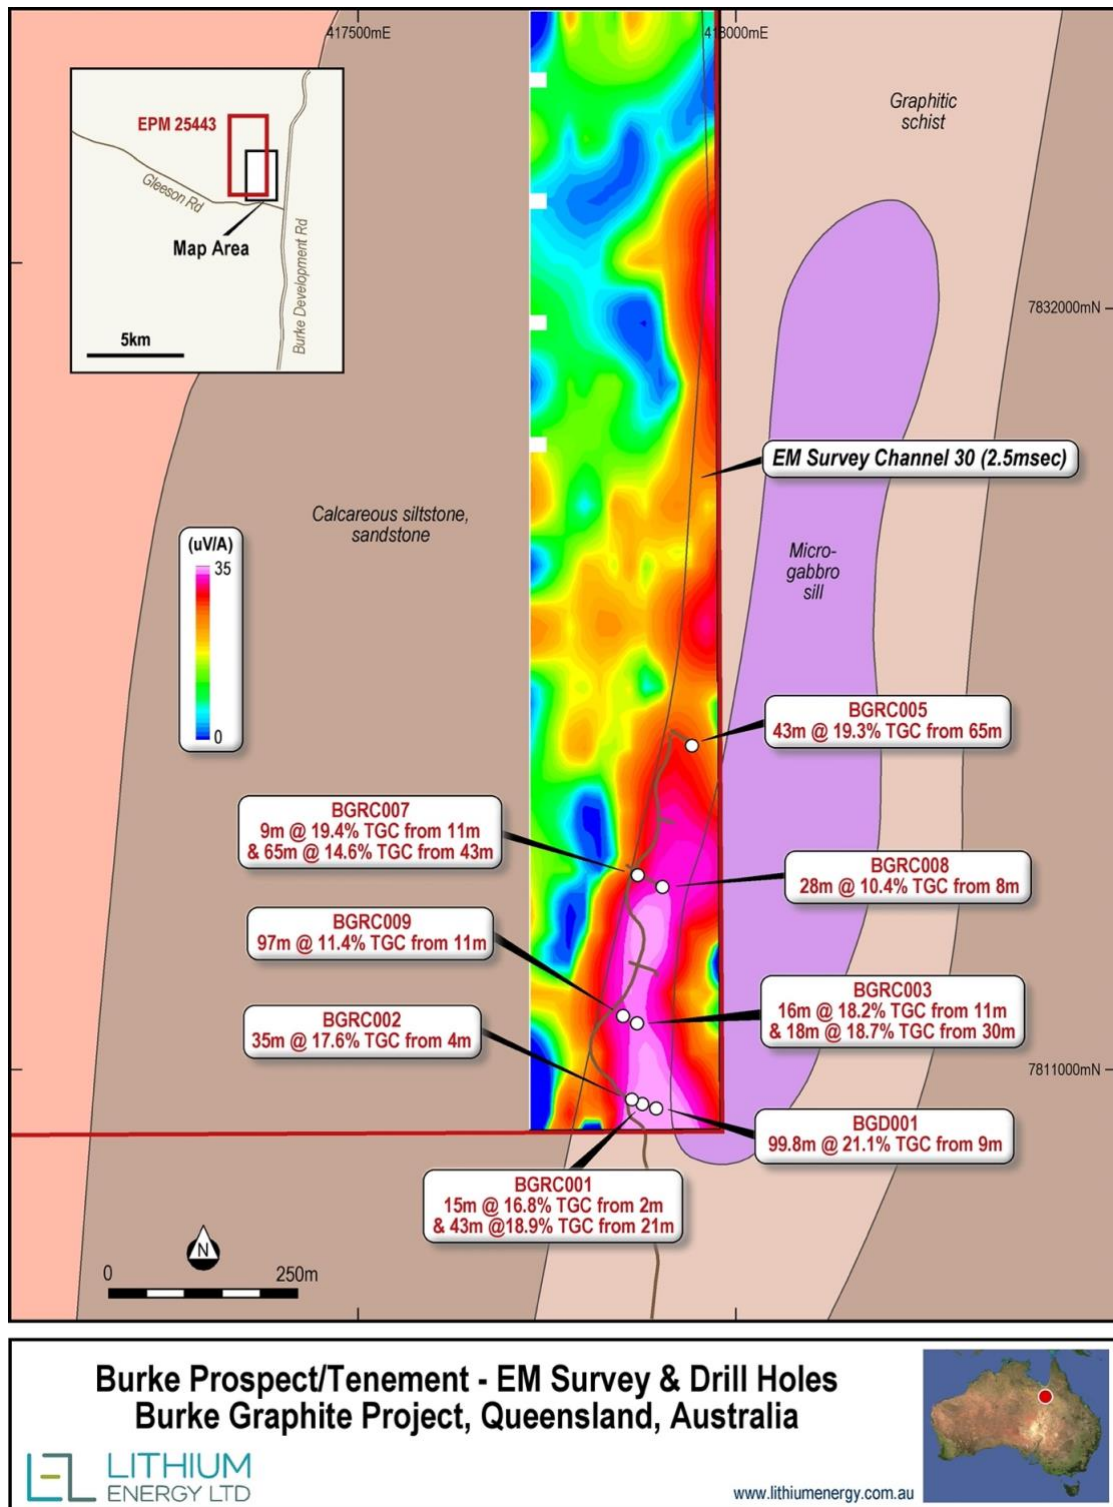 417500mE
418000mE
EPM 25443
Gleeson Rd
Map Area
Burke Development Rd
5km
Graphitic
schist
7832000mN
EM Survey Channel 30 (2.5msec)
Calcareous siltstone,
sandstone
(uV/A)
35
0
Micro-
gabbro
sill
BGRC005
43m @ 19.3% TGC from 65m
BGRC007
9m @ 19.4% TGC from 11m
& 65m @ 14.6% TGC from 43m
BGRC008
28m @ 10.4% TGC from 8m
BGRC009
97m @ 11.4% TGC from 11m
BGRC003
16m @ 18.2% TGC from 11m
& 18m @ 18.7% TGC from 30m
BGRC002
35m @ 17.6% TGC from 4m
7811000mN
BGD001
99.8m @ 21.1% TGC from 9m
BGRC001
15m @ 16.8% TGC from 2m
& 43m @18.9% TGC from 21m
N
0
250m
Burke Prospect/Tenement - EM Survey & Drill Holes
Burke Graphite Project, Queensland, Australia
LEL
LITHIUM
ENERGY LTD
www.lithiumenergy.com.au